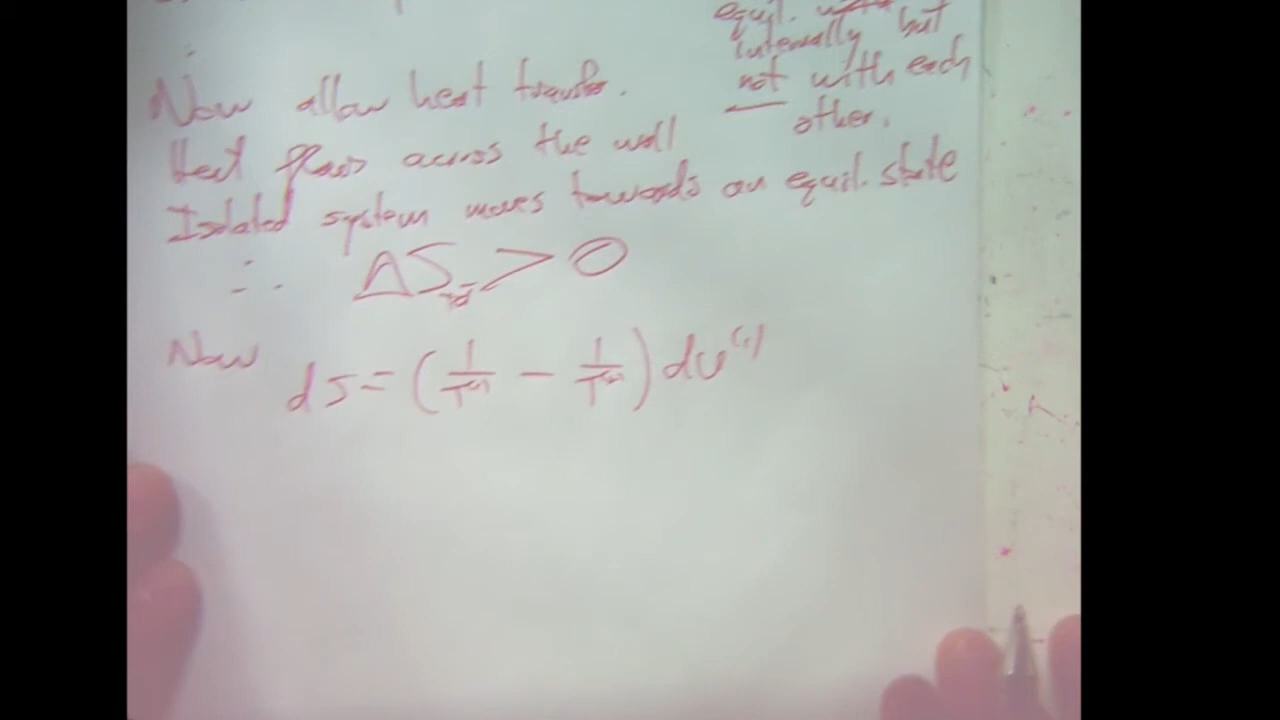 equil.
internally but
not with each
other.
Now allow heat transfer.
Heat flows across the wall
Isolated system moves towards an equil. state
∴ ΔS > 0
Now dS = (1/T⁽¹⁾ - 1/T⁽²⁾) dU⁽¹⁾